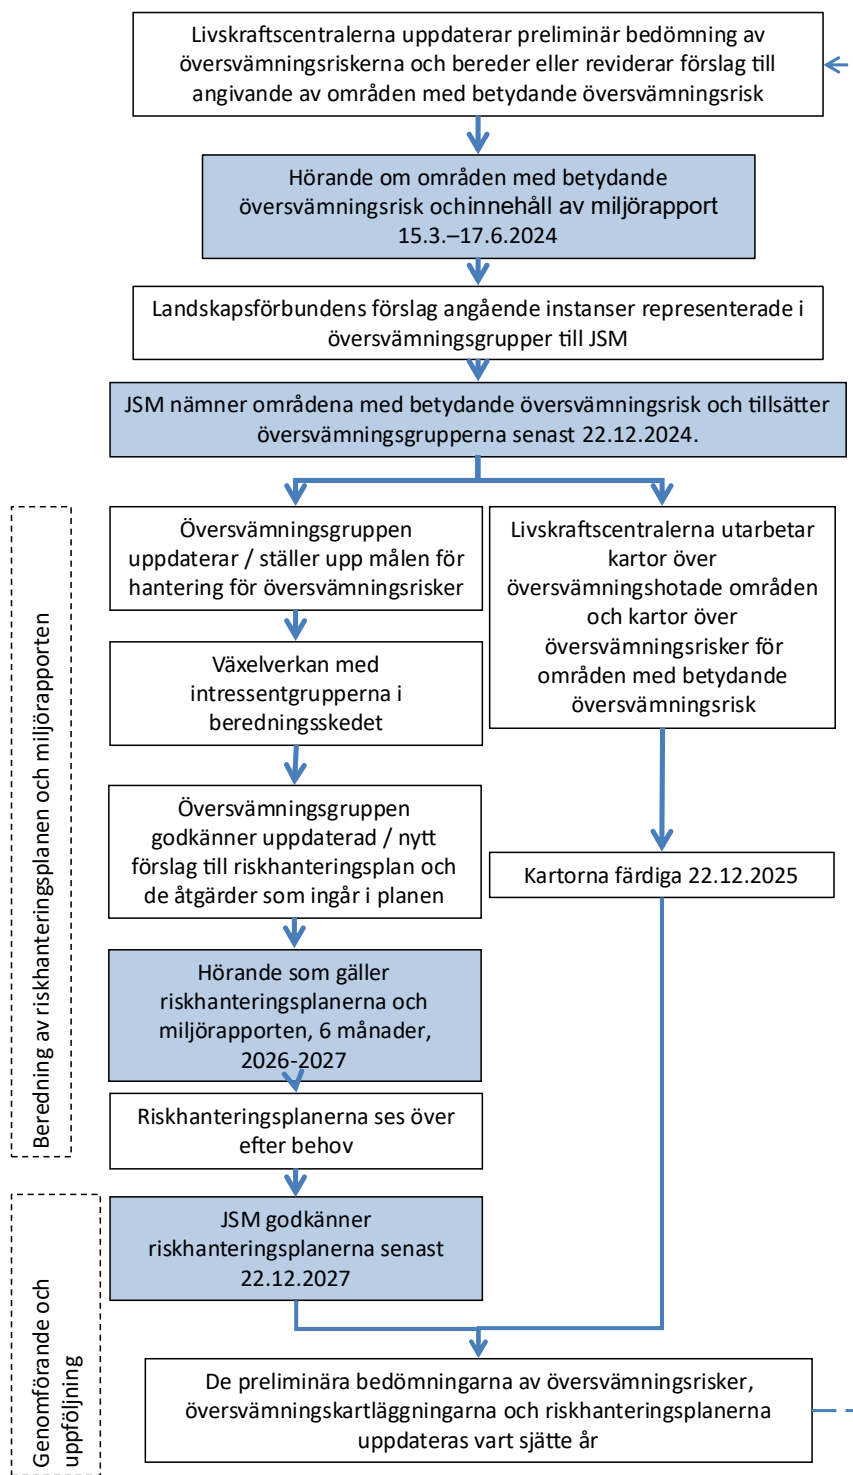 Livskraftscentralerna uppdaterar preliminär bedömning av
översvämningsriskerna och bereder eller reviderar förslag till
angivande av områden med betydande översvämningsrisk
Hörande om områden med betydande
översvämningsrisk ochinnehåll av miljörapport
15.3.–17.6.2024
Landskapsförbundens förslag angående instanser representerade i
översvämningsgrupper till JSM
JSM nämner områdena med betydande översvämningsrisk och tillsätter
översvämningsgrupperna senast 22.12.2024.
Beredning av riskhanteringsplanen och miljörapporten
Översvämningsgruppen
uppdaterar / ställer upp målen för
hantering för översvämningsrisker
Växelverkan med
intressentgrupperna i
beredningsskedet
Översvämningsgruppen
godkänner uppdaterad / nytt
förslag till riskhanteringsplan och
de åtgärder som ingår i planen
Hörande som gäller
riskhanteringsplanerna och
miljörapporten, 6 månader,
2026-2027
Riskhanteringsplanerna ses över
efter behov
Livskraftscentralerna utarbetar
kartor över
översvämningshotade områden
och kartor över
översvämningsrisker för
områden med betydande
översvämningsrisk
Kartorna färdiga 22.12.2025
Genomförande och
uppföljning
JSM godkänner
riskhanteringsplanerna senast
22.12.2027
De preliminära bedömningarna av översvämningsrisker,
översvämningskartläggningarna och riskhanteringsplanerna
uppdateras vart sjätte år